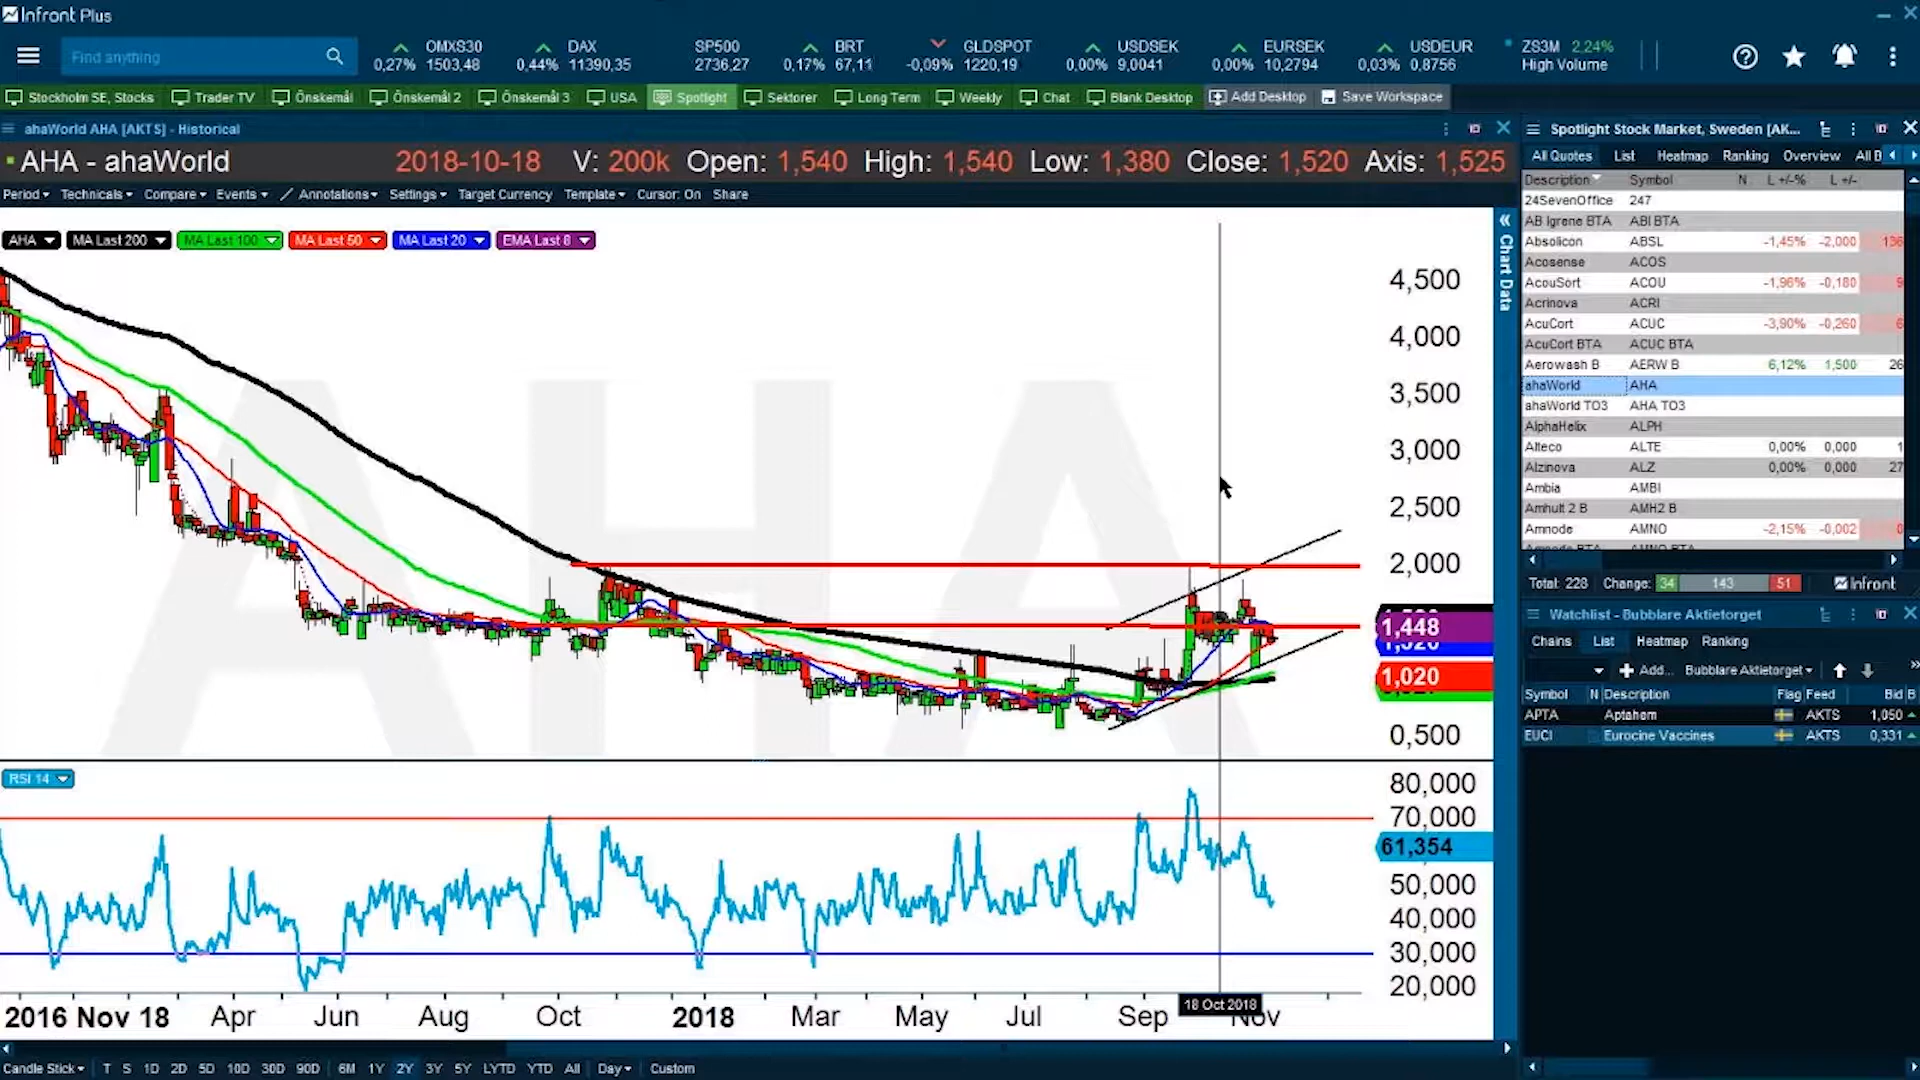 Infront Plus
Find anything
OMXS30 0,27% 1503,48
DAX 0,44% 11390,35
SP500 2736,27
BRT 0,17% 67,11
GLDSPOT -0,09% 1220,19
USDSEK 0,00% 9,0041
EURSEK 0,00% 10,2794
USDEUR 0,03% 0,8756
ZS3M 2,24% High Volume
Stockholm SE, Stocks Trader TV Önskemål Önskemål 2 Önskemål 3 USA Spotlight Sektorer Long Term Weekly Chat Blank Desktop Add Desktop Save Workspace
ahaWorld AHA [AKTS] - Historical
AHA - ahaWorld 2018-10-18 V: 200k Open: 1,540 High: 1,540 Low: 1,380 Close: 1,520 Axis: 1,525
Period Technicals Compare Events Annotations Settings Target Currency Template Cursor: On Share
AHA MA Last 200 MA Last 100 MA Last 50 MA Last 20 EMA Last 8
Chart Data
AHA
4,500
4,000
3,500
3,000
2,500
2,000
1,448
1,020
0,500
RSI 14
80,000
70,000
61,354
50,000
40,000
30,000
20,000
18 Oct 2018
2016 Nov 18 Apr Jun Aug Oct 2018 Mar May Jul Sep Nov
Candle Stick T S 1D 2D 5D 10D 30D 90D 6M 1Y 2Y 3Y 5Y LYTD YTD All Day Custom
Spotlight Stock Market, Sweden [AK...
All Quotes List Heatmap Ranking Overview All B
Description Symbol N L +/-% L +/-
24SevenOffice 247
AB Igrene BTA ABI BTA
Absolicon ABSL -1,45% -2,000 136
Acosense ACOS
AcouSort ACOU -1,96% -0,180 9
Acrinova ACRI
AcuCort ACUC -3,90% -0,260 6
AcuCort BTA ACUC BTA
Aerowash B AERW B 6,12% 1,500 26
ahaWorld AHA
ahaWorld TO3 AHA TO3
AlphaHelix ALPH
Alteco ALTE 0,00% 0,000 1
Alzinova ALZ 0,00% 0,000 27
Ambia AMBI
Amhult 2 B AMH2 B
Amnode AMNO -2,15% -0,002 0
Total: 228 Change: 34 143 51 Infront
Watchlist - Bubblare Aktietorget
Chains List Heatmap Ranking
Add... Bubblare Aktietorget
Symbol N Description Flag Feed Bid B
APTA Aptahem AKTS 1,050
EUCI Eurocine Vaccines AKTS 0,331